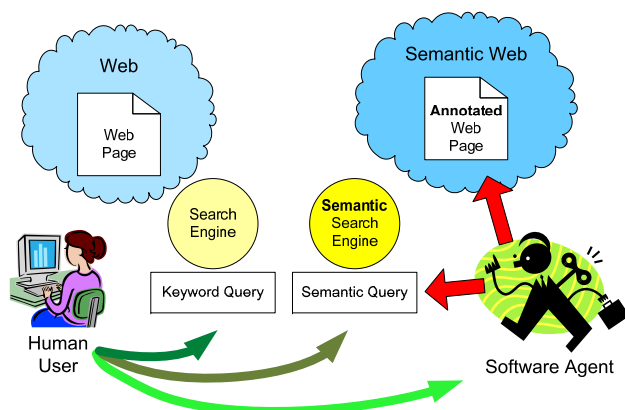 Web
Web
Page
Semantic Web
Annotated
Web
Page
Search
Engine
Semantic
Search
Engine
Keyword Query
Semantic Query
Human
User
Software Agent